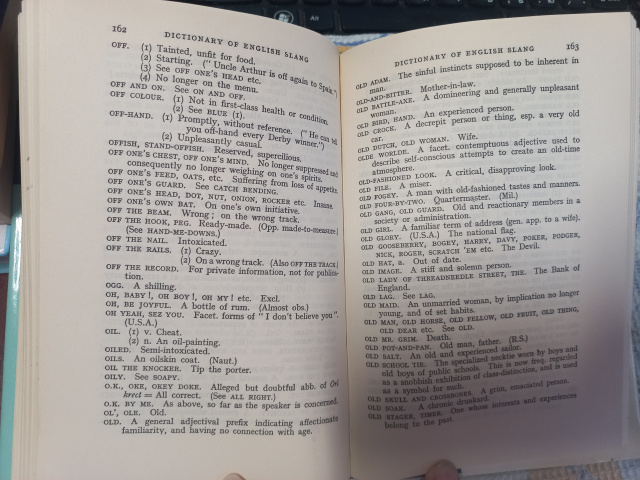 162
DICTIONARY OF ENGLISH SLANG
OFF. (1) Tainted, unfit for food.
(2) Starting. ("Uncle Arthur is off again to Spain.")
(3) See OFF ONE'S HEAD etc.
(4) No longer on the menu.
OFF AND ON. See ON AND OFF.
OFF COLOUR. (1) Not in first-class health or condition.
(2) See BLUE (1).
OFF-HAND. (1) Promptly, without reference. ("He can tell
you off-hand every Derby winner.")
(2) Unpleasantly casual.
OFFISH, STAND-OFFISH. Reserved, supercilious.
OFF ONE'S CHEST, OFF ONE'S MIND. No longer suppressed and
consequently no longer weighing on one's spirits.
OFF ONE'S FEED, OATS, etc. Suffering from loss of appetite.
OFF ONE'S GUARD. See CATCH BENDING.
OFF ONE'S HEAD, DOT, NUT, ONION, ROCKER etc. Insane.
OFF ONE'S OWN BAT. On one's own initiative.
OFF THE BEAM. Wrong; on the wrong track.
OFF THE HOOK, PEG. Ready-made. (Opp. made-to-measure.)
(See HAND-ME-DOWNS.)
OFF THE NAIL. Intoxicated.
OFF THE RAILS. (1) Crazy.
(2) On a wrong track. (Also OFF THE TRACK.)
OFF THE RECORD. For private information, not for publica-
tion.
OGG. A shilling.
OH, BABY!, OH BOY!, OH MY! etc. Excl.
OH, BE JOYFUL. A bottle of rum. (Almost obs.)
OH YEAH, SEZ YOU. Facet. forms of "I don't believe you".
(U.S.A.)
OIL. (1) v. Cheat.
(2) n. An oil-painting.
OILED. Semi-intoxicated.
OILS. An oilskin coat. (Naut.)
OIL THE KNOCKER. Tip the porter.
OILY. See SOAPY.
O.K., OKE, OKEY DOKE. Alleged but doubtful abb. of Orl
krect = All correct. (See ALL RIGHT.)
O.K. BY ME. As above, so far as the speaker is concerned.
OL', OLE. Old.
OLD. A general adjectival prefix indicating affectionate
familiarity, and having no connection with age.
DICTIONARY OF ENGLISH SLANG
163
OLD ADAM. The sinful instincts supposed to be inherent in
man.
OLD-AND-BITTER. Mother-in-law.
OLD BATTLE-AXE. A domineering and generally unpleasant
woman.
OLD BIRD, HAND. An experienced person.
OLD CROCK. A decrepit person or thing, esp. a very old
car.
OLD DUTCH, OLD WOMAN. Wife.
OLDE WORLDE. A facet. contemptuous adjective used to
describe self-conscious attempts to create an old-time
atmosphere.
OLD-FASHIONED LOOK. A critical, disapproving look.
OLD FILE. A miser.
OLD FOGEY. A man with old-fashioned tastes and manners.
OLD FOUR-BY-TWO. Quartermaster. (Mil.)
OLD GANG, OLD GUARD. Old and reactionary members in a
society or administration.
OLD GIRL. A familiar term of address (gen. app. to a wife).
OLD GLORY. (U.S.A.) The national flag.
OLD GOOSEBERRY, BOGEY, HARRY, DAVY, POKER, PODGER,
NICK, ROGER, SCRATCH 'EM etc. The Devil.
OLD HAT, a. Out of date.
OLD IMAGE. A stiff and solemn person.
OLD LADY OF THREADNEEDLE STREET, THE. The Bank of
England.
OLD LAG. See LAG.
OLD MAID. An unmarried woman, by implication no longer
young, and of set habits.
OLD MAN, OLD HORSE, OLD FELLOW, OLD FRUIT, OLD THING,
OLD DEAR etc. See OLD.
OLD MR. GRIM. Death.
OLD POT-AND-PAN. Old man, father. (R.S.)
OLD SALT. An old and experienced sailor.
OLD SCHOOL TIE. The specialised necktie worn by boys and
old boys of public schools. This is now freq. regarded
as a snobbish exhibition of class-distinction, and is used
as a symbol for such.
OLD SKULL AND CROSSBONES. A grim, emaciated person.
OLD SOAK. A chronic drunkard.
OLD STAGER, TIMER. One whose interests and experiences
belong to the past.